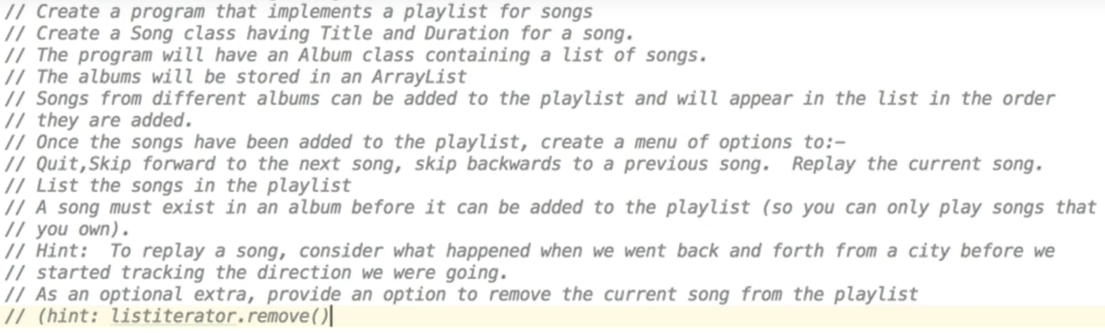 // Create a program that implements a playlist for songs
// Create a Song class having Title and Duration for a song.
// The program will have an Album class containing a list of songs.
// The albums will be stored in an ArrayList
// Songs from different albums can be added to the playlist and will appear in the list in the order
// they are added.
// Once the songs have been added to the playlist, create a menu of options to:-
// Quit,Skip forward to the next song, skip backwards to a previous song.  Replay the current song.
// List the songs in the playlist
// A song must exist in an album before it can be added to the playlist (so you can only play songs that
// you own).
// Hint:  To replay a song, consider what happened when we went back and forth from a city before we
// started tracking the direction we were going.
// As an optional extra, provide an option to remove the current song from the playlist
// (hint: listiterator.remove()